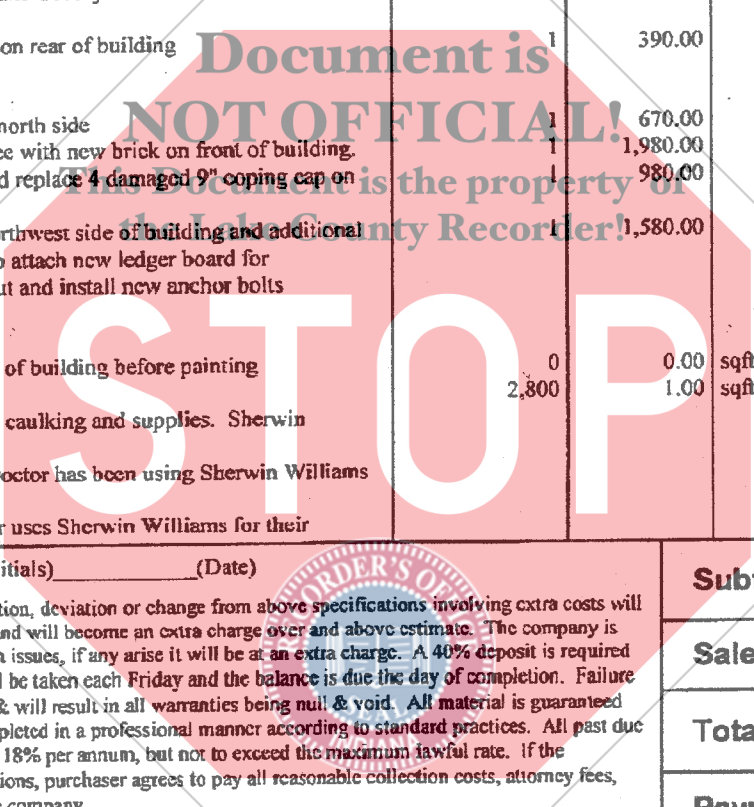 on rear of building 1 390.00
Document is
NOT OFFICIAL!
north side 1 670.00
ee with new brick on front of building. 1 1,980.00
d replace 4 damaged 9" coping cap on 1 980.00
This Document is the property of
the Lake County Recorder!
rthwest side of building and additional 1 1,580.00
o attach new ledger board for
ut and install new anchor bolts
STOP
of building before painting 0 0.00 sqft
2,800 1.00 sqft
caulking and supplies. Sherwin
octor has been using Sherwin Williams
r uses Sherwin Williams for their
itials)____________(Date)
RECORDER'S OF
Subt
tion, deviation or change from above specifications involving extra costs will
and will become an extra charge over and above estimate. The company is
n issues, if any arise it will be at an extra charge. A 40% deposit is required
Sale
l be taken each Friday and the balance is due the day of completion. Failure
& will result in all warranties being null & void. All material is guaranteed
pleted in a professional manner according to standard practices. All past due
Tota
18% per annum, but not to exceed the maximum lawful rate. If the
ions, purchaser agrees to pay all reasonable collection costs, attorney fees,
e company